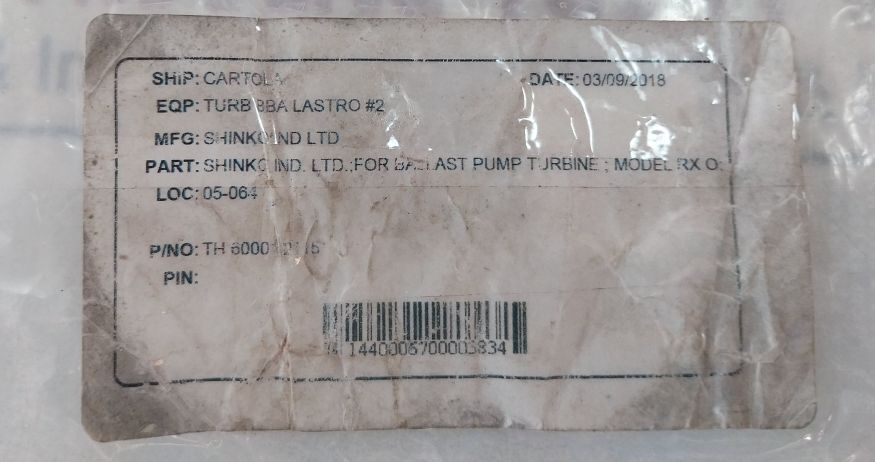 SHIP: CARTOLA
DATE: 03/09/2018
EQP: TURB BBA LASTRO #2
MFG: SHINKO IND LTD
PART: SHINKO IND. LTD.;FOR BALLAST PUMP TURBINE ; MODEL RX O;
LOC: 05-064
P/NO: TH
PIN: